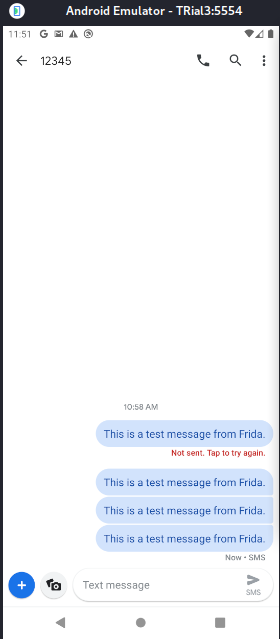 Android Emulator - TRial3:5554
11:51
12345
10:58 AM
This is a test message from Frida.
Not sent. Tap to try again.
This is a test message from Frida.
This is a test message from Frida.
This is a test message from Frida.
Now • SMS
Text message
SMS